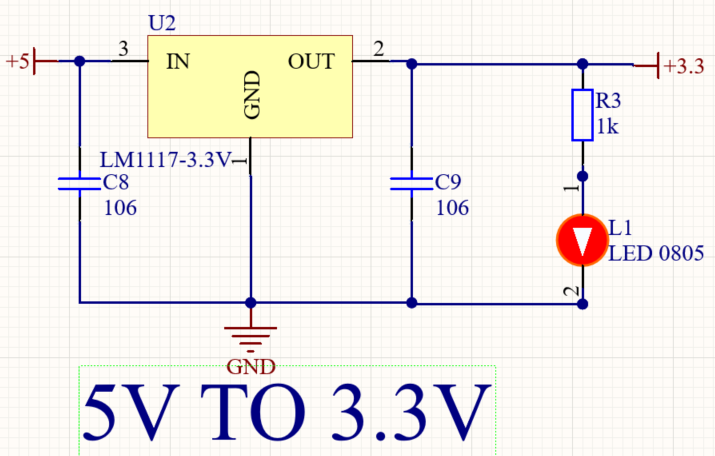 U2
+5
3
IN
OUT
2
+3.3
GND
R3
1k
LM1117-3.3V
1
C8
106
C9
106
1
L1
LED 0805
2
GND
5V TO 3.3V